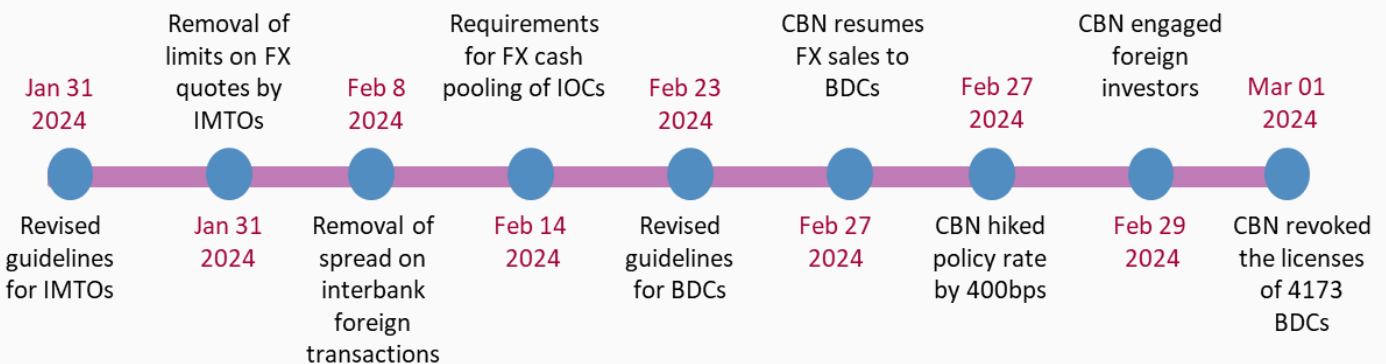 Jan 31
2024
Revised
guidelines
for IMTOs
Removal of
limits on FX
quotes by
IMTOs
Jan 31
2024
Feb 8
2024
Removal of
spread on
interbank
foreign
transactions
Requirements
for FX cash
pooling of IOCs
Feb 14
2024
Feb 23
2024
Revised
guidelines
for BDCs
CBN resumes
FX sales to
BDCs
Feb 27
2024
Feb 27
2024
CBN hiked
policy rate
by 400bps
CBN engaged
foreign
investors
Feb 29
2024
Mar 01
2024
CBN revoked
the licenses
of 4173
BDCs